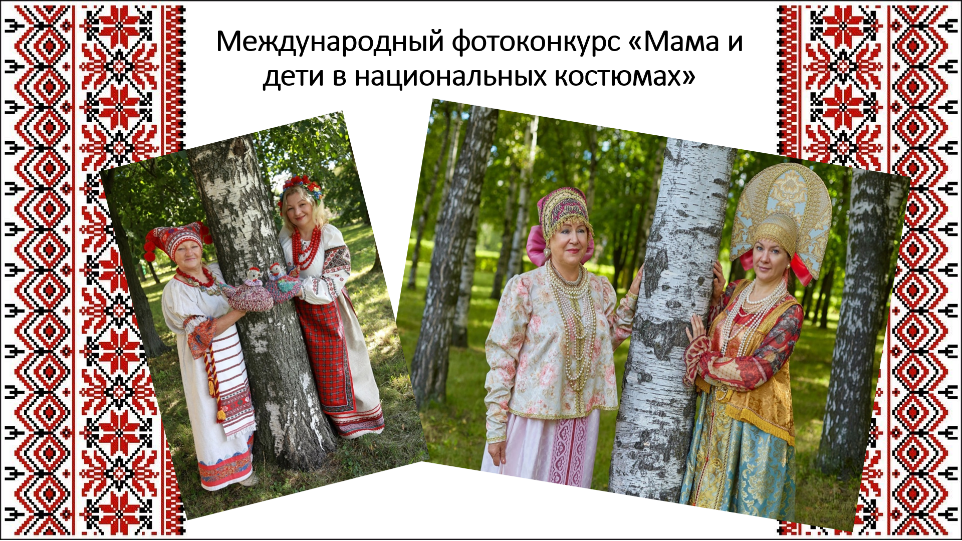 Международный фотоконкурс «Мама и
дети в национальных костюмах»